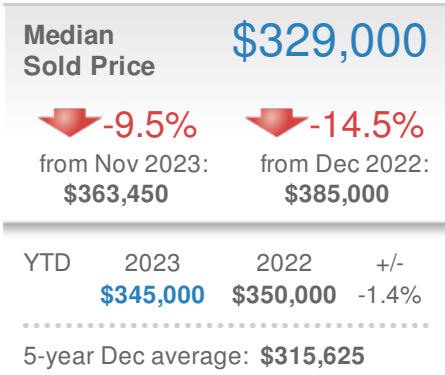 Median
Sold Price
$329,000
-9.5% -14.5%
from Nov 2023: from Dec 2022:
$363,450 $385,000
YTD 2023 2022 +/-
$345,000 $350,000 -1.4%
5-year Dec average: $315,625